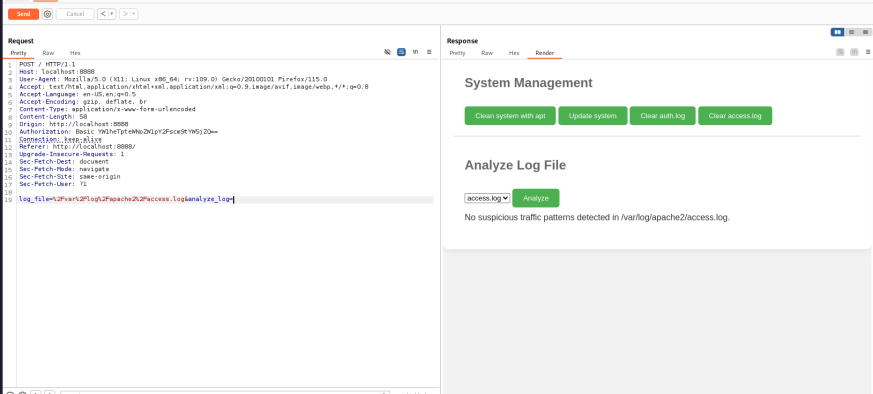 Send
Cancel
Request
Pretty Raw Hex
1 POST / HTTP/1.1
2 Host: localhost:8888
3 User-Agent: Mozilla/5.0 (X11; Linux x86_64; rv:109.0) Gecko/20100101 Firefox/115.0
4 Accept: text/html,application/xhtml+xml,application/xml;q=0.9,image/avif,image/webp,*/*;q=0.8
5 Accept-Language: en-US,en;q=0.5
6 Accept-Encoding: gzip, deflate, br
7 Content-Type: application/x-www-form-urlencoded
8 Content-Length: 58
9 Origin: http://localhost:8888
10 Authorization: Basic
11 Connection: keep-alive
12 Referer: http://localhost:8888/
13 Upgrade-Insecure-Requests: 1
14 Sec-Fetch-Dest: document
15 Sec-Fetch-Mode: navigate
16 Sec-Fetch-Site: same-origin
17 Sec-Fetch-User: ?1
18
19 log_file=%2Fvar%2Flog%2Fapache2%2Faccess.log&analyze_log=
Response
Pretty Raw Hex Render
System Management
Clean system with apt Update system Clear auth.log Clear access.log
Analyze Log File
access.log Analyze
No suspicious traffic patterns detected in /var/log/apache2/access.log.